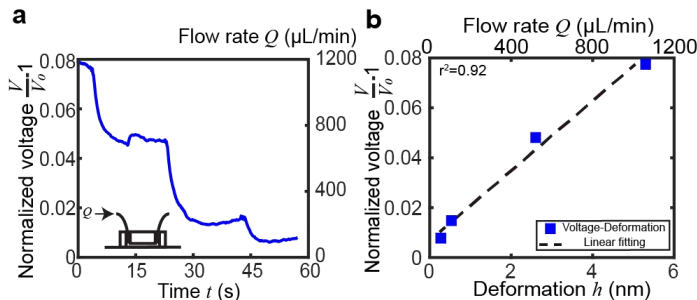 a
Flow rate Q (µL/min)
Normalized voltage V/Vo-1
0.08
0.06
0.04
0.02
0
1200
800
400
0
Q
0
15
30
45
60
Time t (s)
b
Flow rate Q (µL/min)
0
400
800
1200
Normalized voltage V/Vo-1
0.08
0.06
0.04
0.02
0
r²=0.92
Voltage-Deformation
Linear fitting
0
2
4
6
Deformation h (nm)